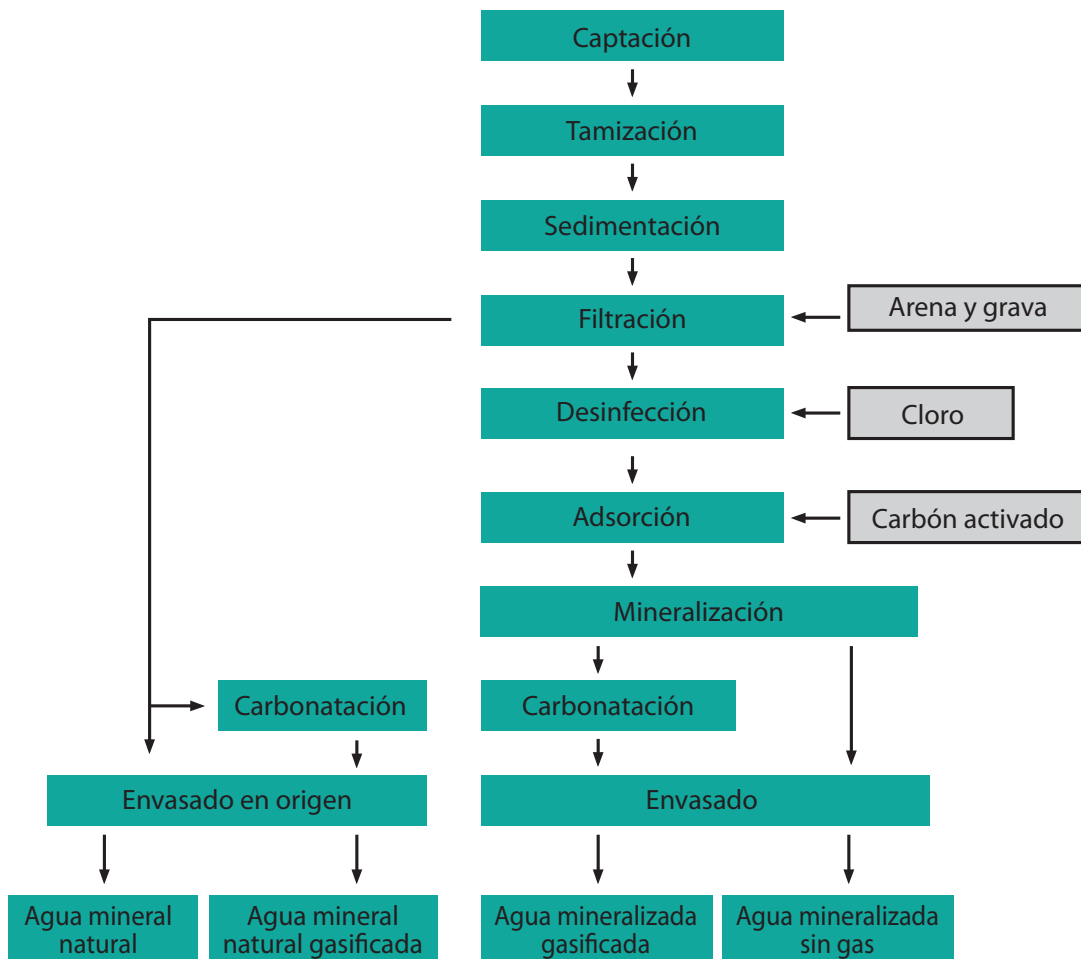 Captación
Tamización
Sedimentación
Filtración
Arena y grava
Desinfección
Cloro
Adsorción
Carbón activado
Mineralización
Carbonatación
Carbonatación
Envasado en origen
Envasado
Agua mineral
natural
Agua mineral
natural gasificada
Agua mineralizada
gasificada
Agua mineralizada
sin gas